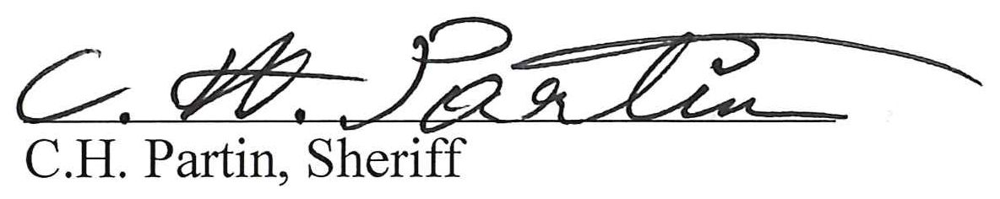 C. H. Partin
C.H. Partin, Sheriff